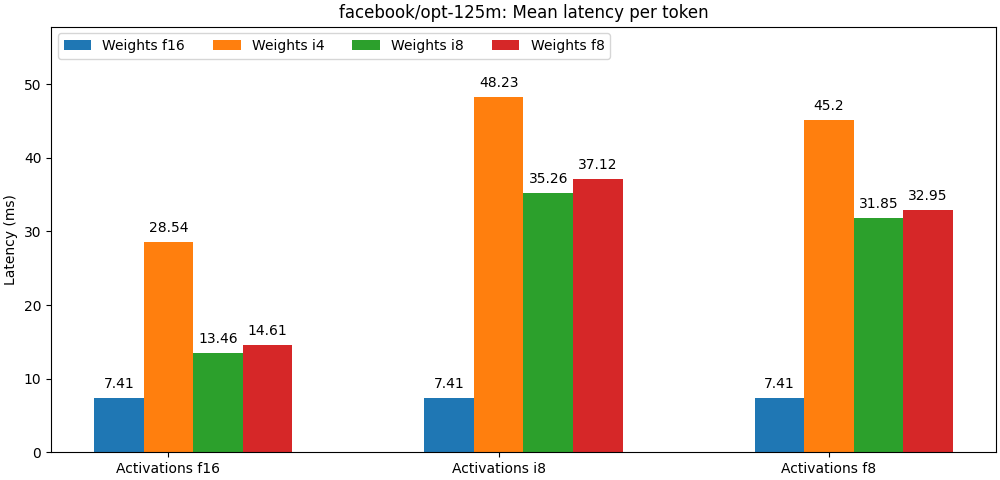 facebook/opt-125m: Mean latency per token
Weights f16 Weights i4 Weights i8 Weights f8
Latency (ms)
50
40
30
20
10
0
7.41 28.54 13.46 14.61
7.41 48.23 35.26 37.12
7.41 45.2 31.85 32.95
Activations f16 Activations i8 Activations f8